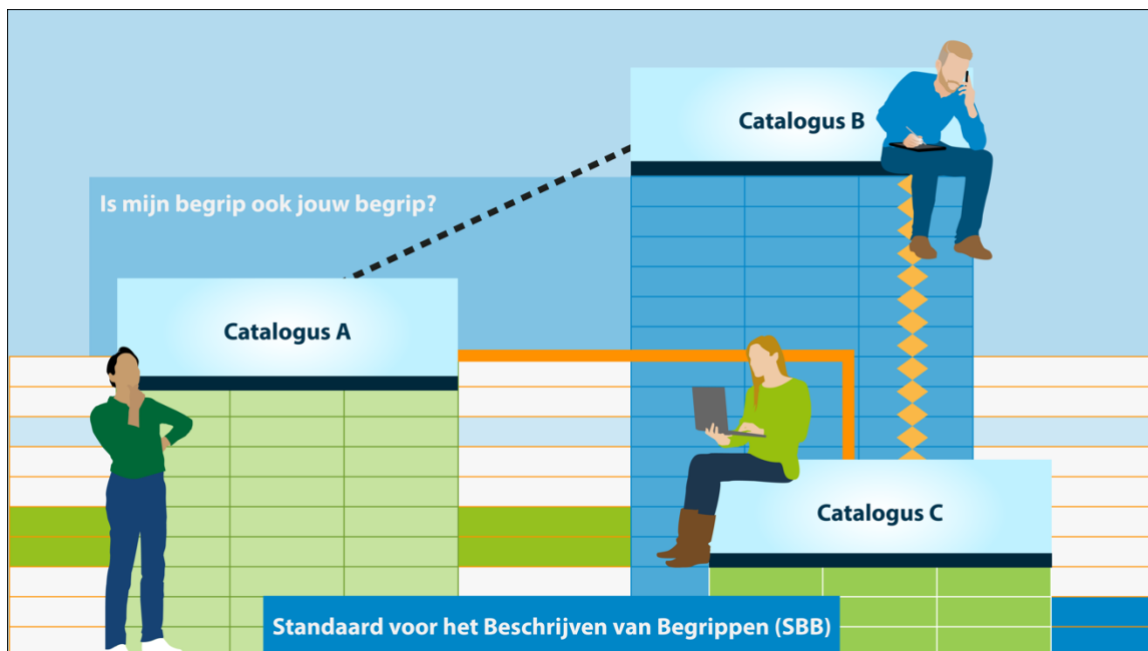 Catalogus B
Is mijn begrip ook jouw begrip?
Catalogus A
Catalogus C
Standaard voor het Beschrijven van Begrippen (SBB)